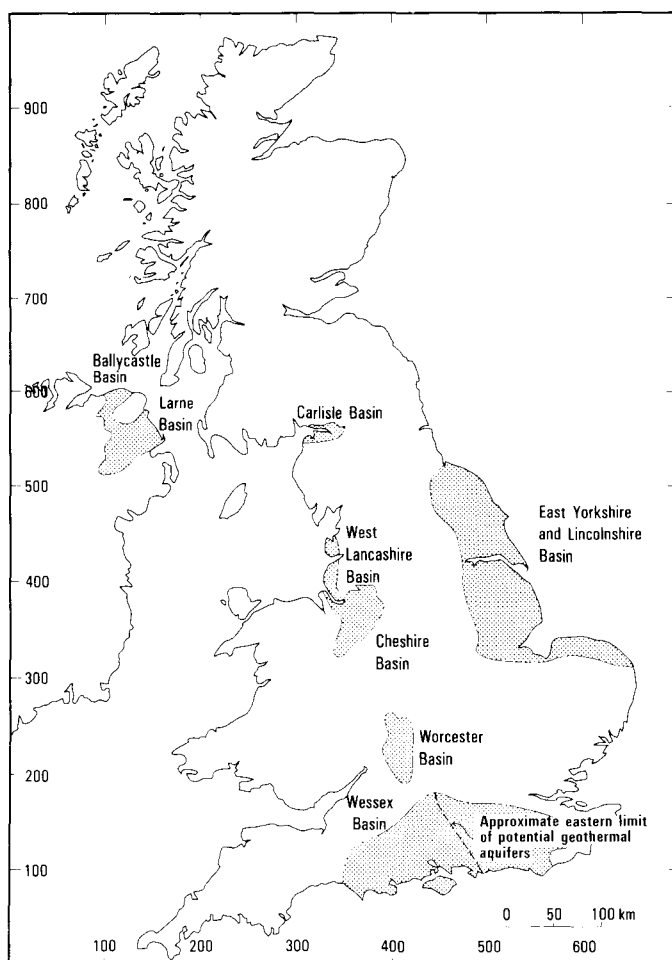 900
800
700
Ballycastle
Basin
600
Larne
Basin
Carlisle Basin
500
East Yorkshire
and Lincolnshire
Basin
West
Lancashire
Basin
400
Cheshire
Basin
300
Worcester
Basin
200
Wessex
Basin
Approximate eastern limit
of potential geothermal
aquifers
100
0 50 100 km
100 200 300 400 500 600